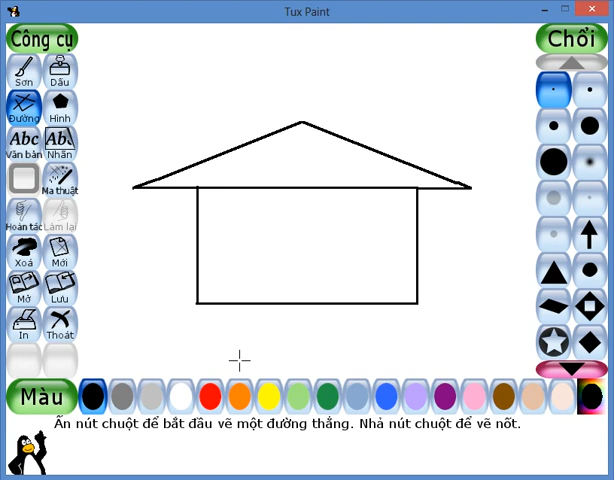 Tux Paint
Công cụ
Chổi
Sơn
Dấu
Đường
Hình
Abc
Văn bản
Abc
Nhãn
Ma thuật
Hoàn tác
Làm lại
Xoá
Mới
Mở
Lưu
In
Thoát
Màu
Ấn nút chuột để bắt đầu vẽ một đường thẳng. Nhả nút chuột để vẽ nốt.